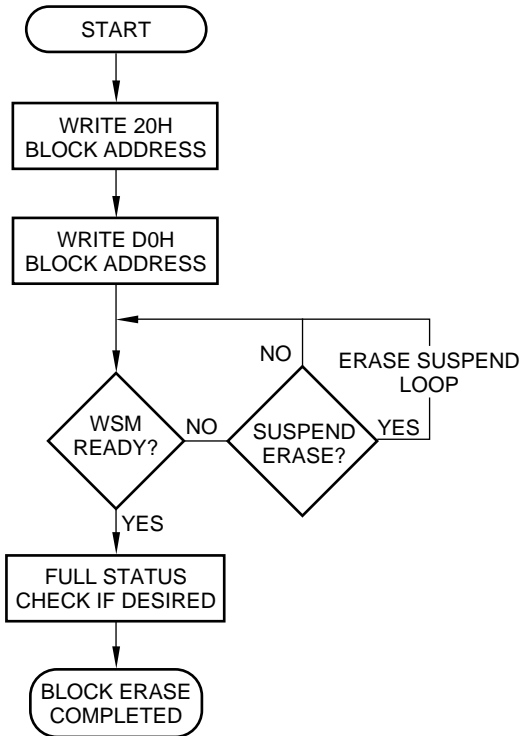 START
WRITE 20H
BLOCK ADDRESS
WRITE D0H
BLOCK ADDRESS
NO
ERASE SUSPEND
LOOP
WSM
READY?
NO
SUSPEND
ERASE?
YES
YES
FULL STATUS
CHECK IF DESIRED
BLOCK ERASE
COMPLETED